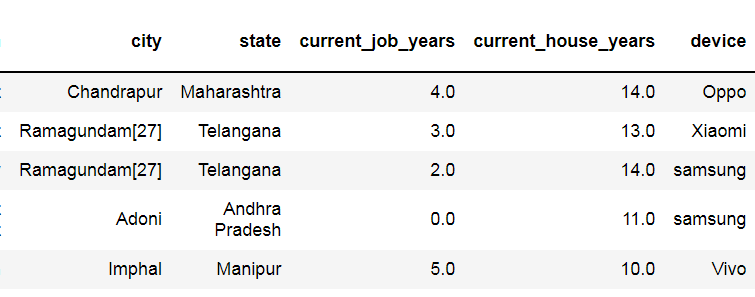 city state current_job_years current_house_years device
Chandrapur Maharashtra 4.0 14.0 Oppo
Ramagundam[27] Telangana 3.0 13.0 Xiaomi
Ramagundam[27] Telangana 2.0 14.0 samsung
Adoni Andhra Pradesh 0.0 11.0 samsung
Imphal Manipur 5.0 10.0 Vivo